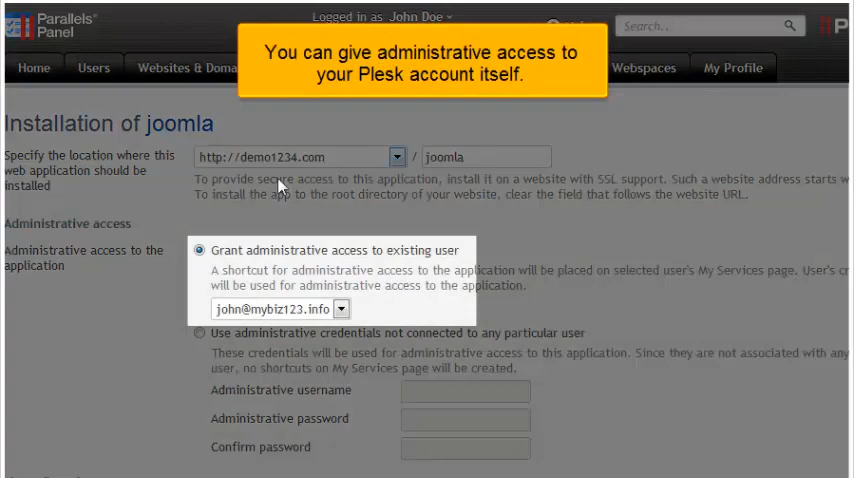 Parallels®
Panel
Logged in as John Doe
Search...
You can give administrative access to
your Plesk account itself.
Home Users Websites & Doma Webspaces My Profile
Installation of joomla
Specify the location where this
web application should be
installed
http://demo1234.com / joomla
To provide secure access to this application, install it on a website with SSL support. Such a website address starts w
To install the app to the root directory of your website, clear the field that follows the website URL.
Administrative access
Administrative access to the
application
Grant administrative access to existing user
A shortcut for administrative access to the application will be placed on selected user's My Services page. User's cr
will be used for administrative access to the application.
john@mybiz123.info
Use administrative credentials not connected to any particular user
These credentials will be used for administrative access to this application. Since they are not associated with any
user, no shortcuts on My Services page will be created.
Administrative username
Administrative password
Confirm password